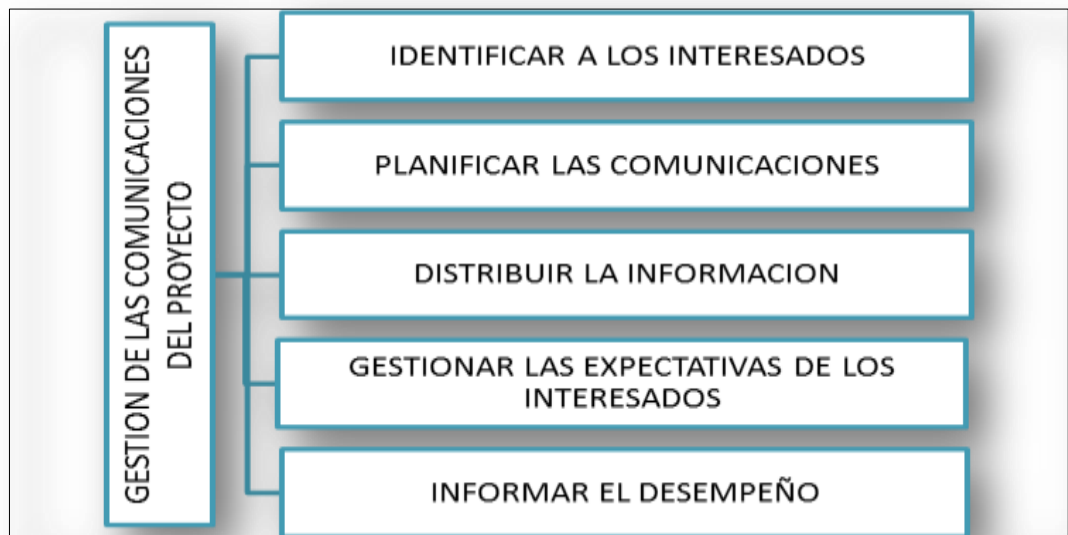 GESTION DE LAS COMUNICACIONES
DEL PROYECTO
IDENTIFICAR A LOS INTERESADOS
PLANIFICAR LAS COMUNICACIONES
DISTRIBUIR LA INFORMACION
GESTIONAR LAS EXPECTATIVAS DE LOS
INTERESADOS
INFORMAR EL DESEMPEÑO